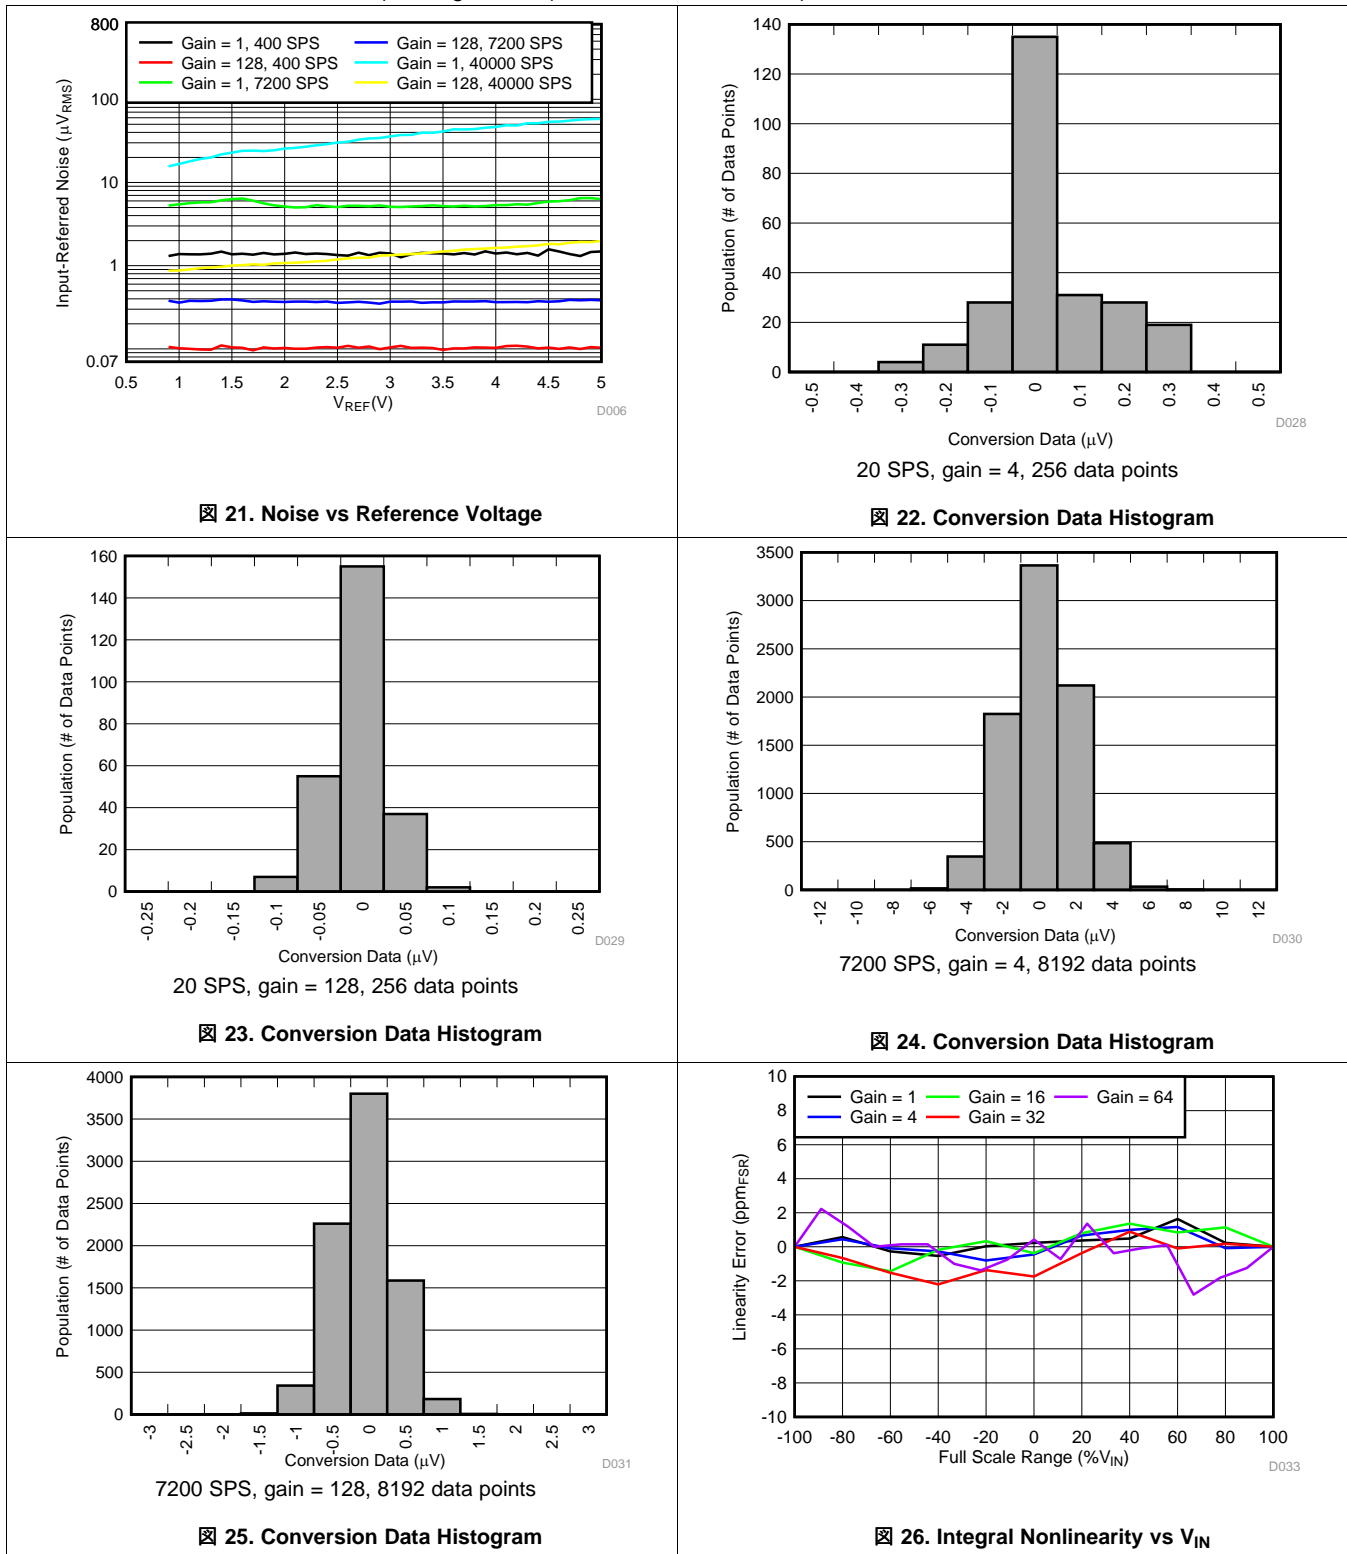 800
100
10
1
0.07
Input-Referred Noise (µVRMS)
Gain = 1, 400 SPS
Gain = 128, 400 SPS
Gain = 1, 7200 SPS
Gain = 128, 7200 SPS
Gain = 1, 40000 SPS
Gain = 128, 40000 SPS
0.5 1 1.5 2 2.5 3 3.5 4 4.5 5
VREF(V)
D006
図 21. Noise vs Reference Voltage
140
120
100
80
60
40
20
0
Population (# of Data Points)
-0.5 -0.4 -0.3 -0.2 -0.1 0 0.1 0.2 0.3 0.4 0.5
D028
Conversion Data (µV)
20 SPS, gain = 4, 256 data points
図 22. Conversion Data Histogram
160
140
120
100
80
60
40
20
0
Population (# of Data Points)
-0.25 -0.2 -0.15 -0.1 -0.05 0 0.05 0.1 0.15 0.2 0.25
D029
Conversion Data (µV)
20 SPS, gain = 128, 256 data points
図 23. Conversion Data Histogram
3500
3000
2500
2000
1500
1000
500
0
Population (# of Data Points)
-12 -10 -8 -6 -4 -2 0 2 4 6 8 10 12
Conversion Data (µV)
D030
7200 SPS, gain = 4, 8192 data points
図 24. Conversion Data Histogram
4000
3500
3000
2500
2000
1500
1000
500
0
Population (# of Data Points)
-3 -2.5 -2 -1.5 -1 -0.5 0 0.5 1 1.5 2 2.5 3
Conversion Data (µV)
D031
7200 SPS, gain = 128, 8192 data points
図 25. Conversion Data Histogram
10
8
6
4
2
0
-2
-4
-6
-8
-10
Linearity Error (ppmFSR)
Gain = 1
Gain = 4
Gain = 16
Gain = 32
Gain = 64
-100 -80 -60 -40 -20 0 20 40 60 80 100
Full Scale Range (%VIN)
D033
図 26. Integral Nonlinearity vs VIN